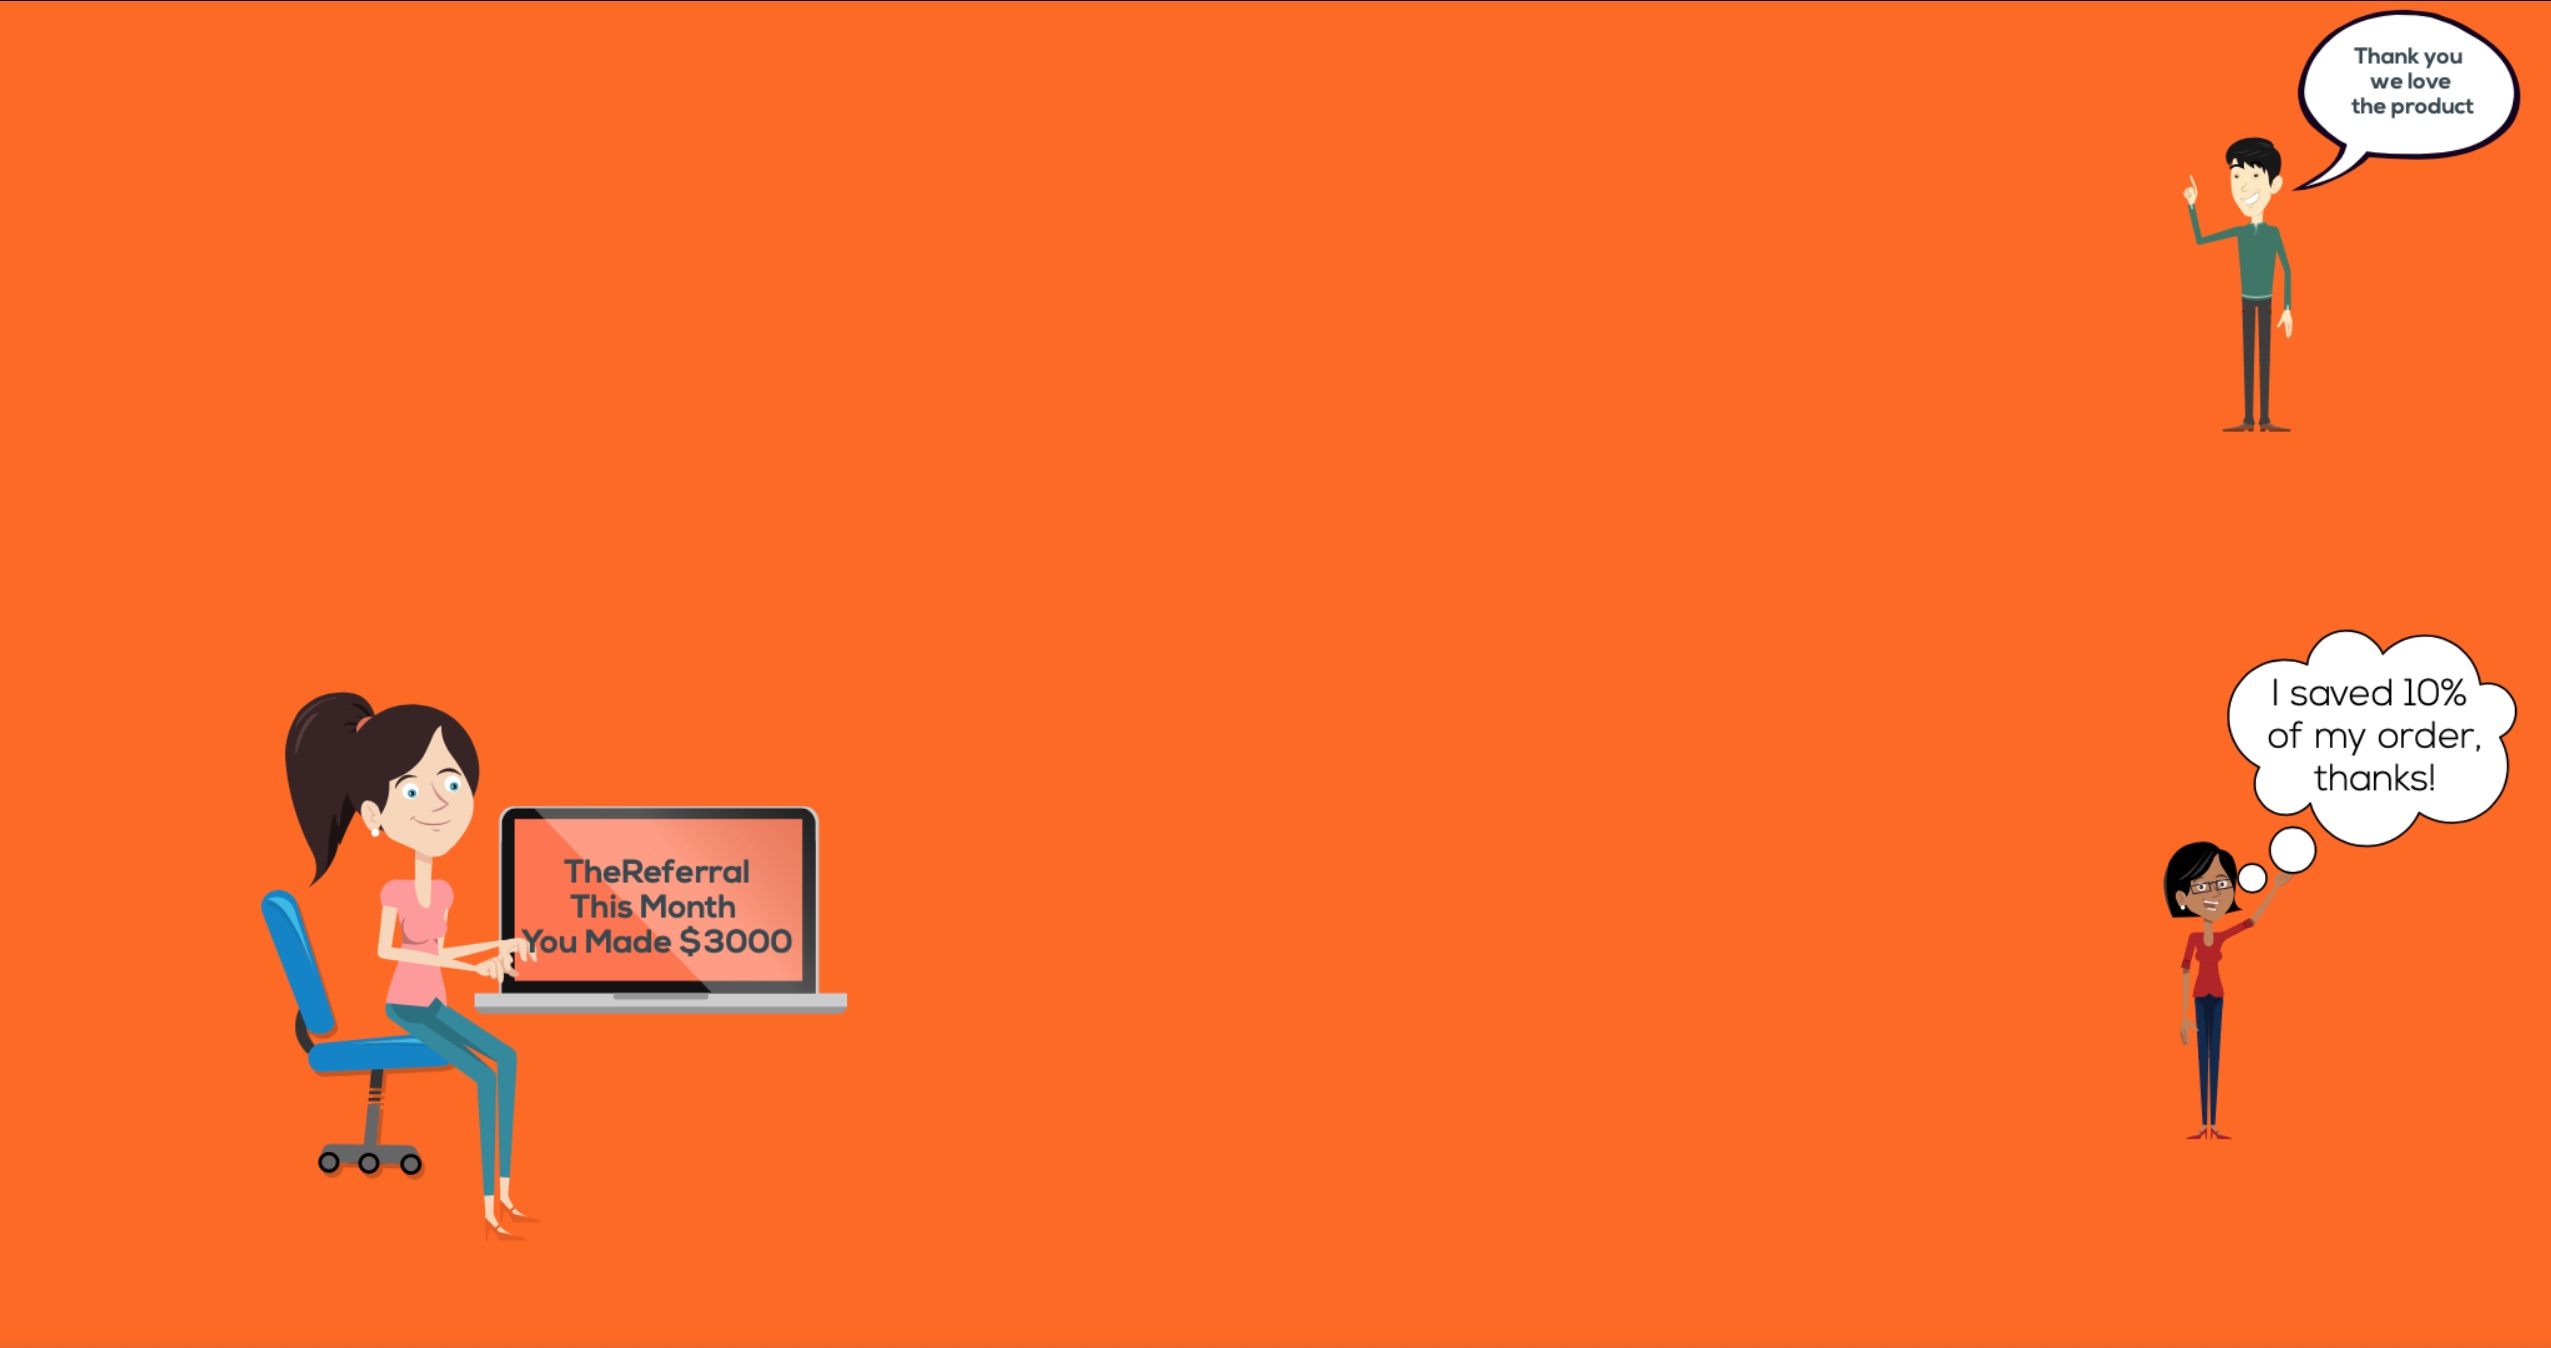 Thank you
we love
the product
I saved 10%
of my order,
thanks!
TheReferral
This Month
You Made $3000